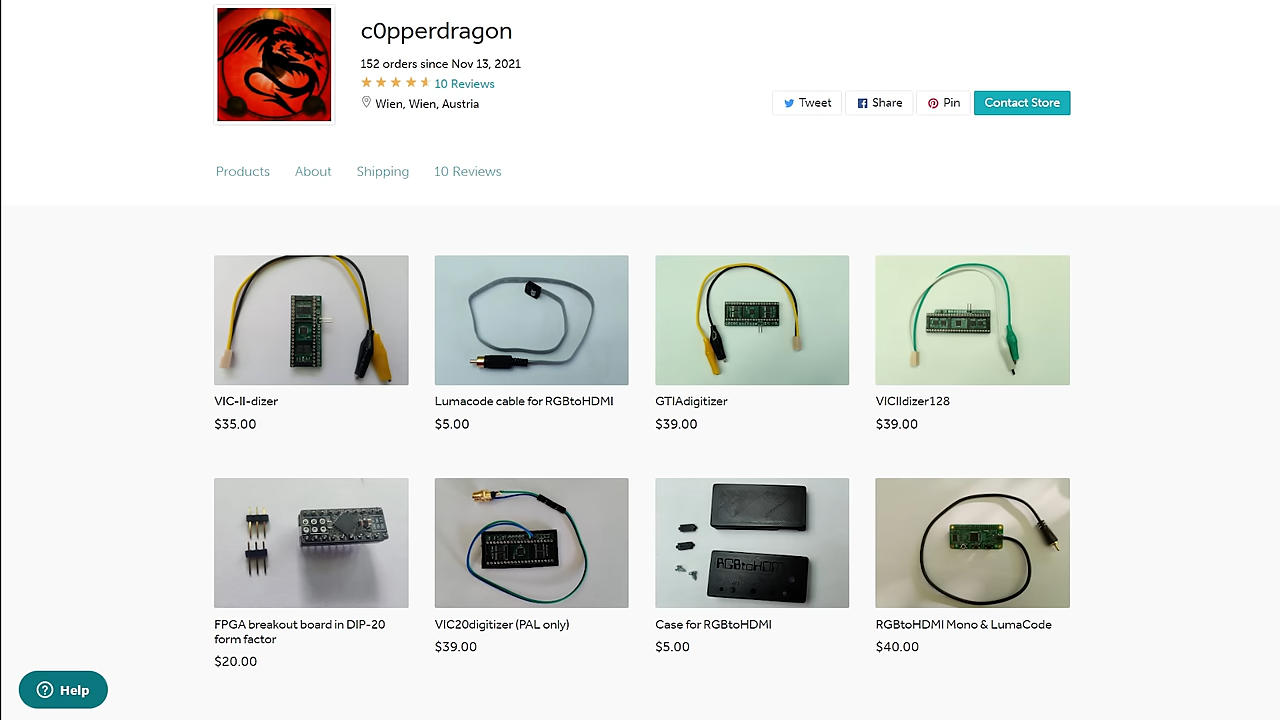 c0pperdragon
152 orders since Nov 13, 2021
10 Reviews
Wien, Wien, Austria
Tweet
Share
Pin
Contact Store
Products
About
Shipping
10 Reviews
VIC-II-dizer
$35.00
Lumacode cable for RGBtoHDMI
$5.00
GTIAdigitizer
$39.00
VICIIdizer128
$39.00
RGBtoHDMI
FPGA breakout board in DIP-20
form factor
$20.00
VIC20digitizer (PAL only)
$39.00
Case for RGBtoHDMI
$5.00
RGBtoHDMI Mono & LumaCode
$40.00
Help